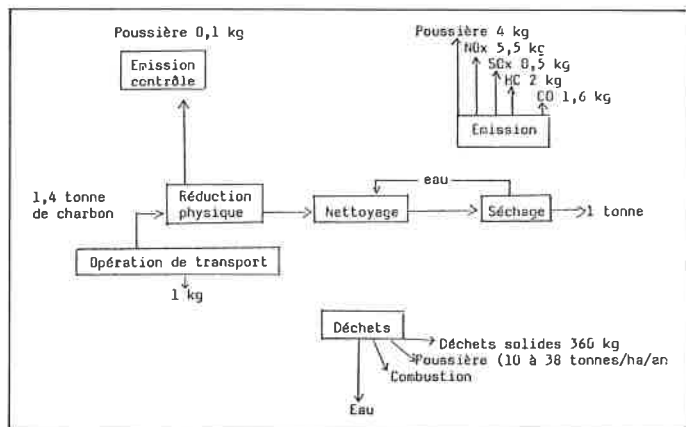 Poussière 0,1 kg
Emission
contrôle
Poussière 4 kg
NOx 5,5 kg
SOx 0,5 kg
HC 2 kg
CO 1,6 kg
Emission
eau
1,4 tonne
de charbon
Réduction
physique
Nettoyage
Séchage
1 tonne
Opération de transport
1 kg
Déchets
Déchets solides 360 kg
Poussière (10 à 38 tonnes/ha/an
Combustion
Eau